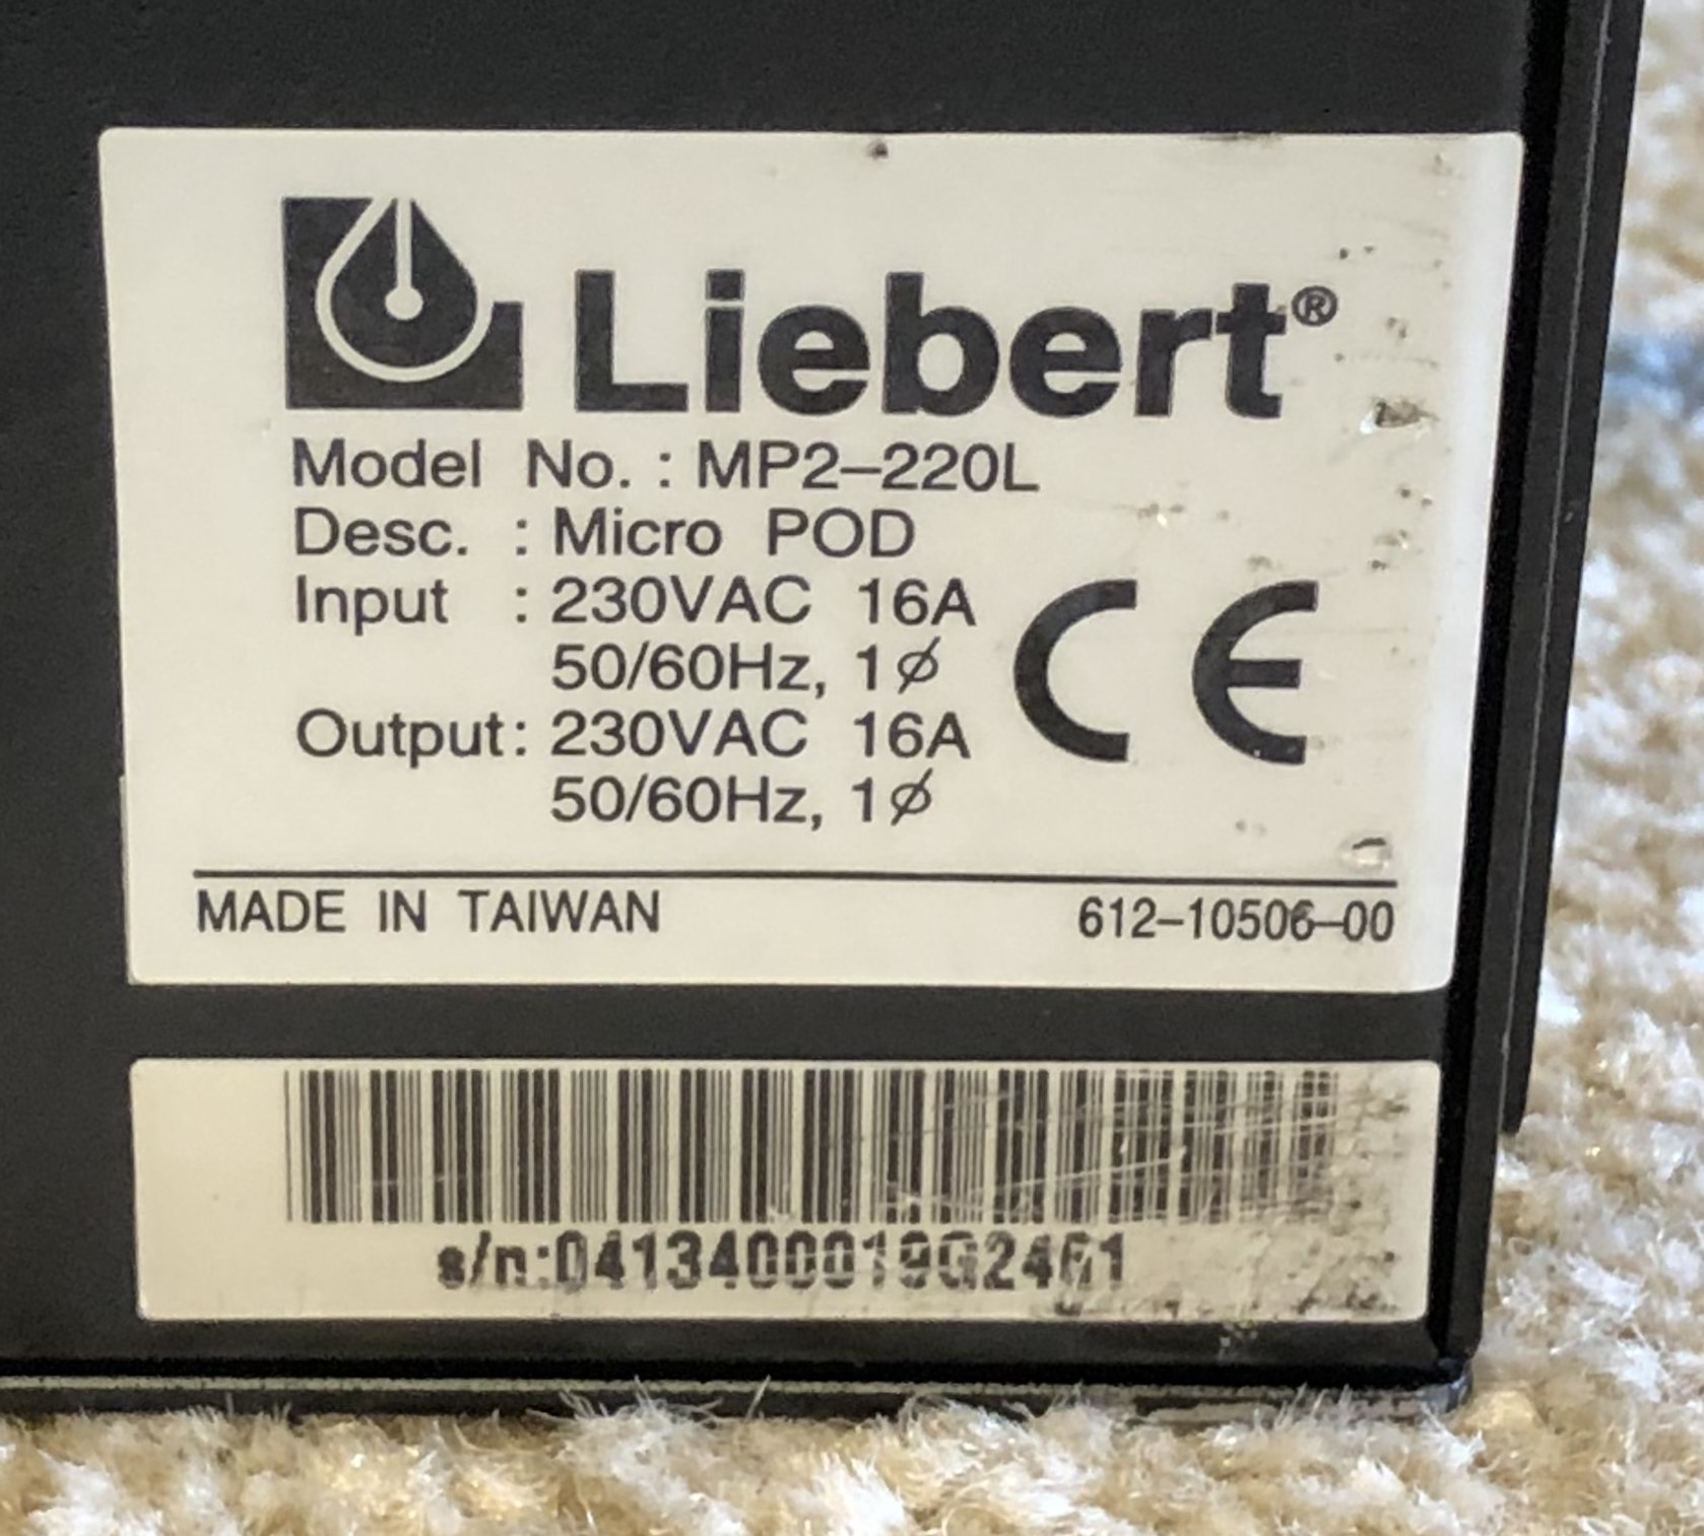 Liebert®
Model No. : MP2–220L
Desc. : Micro POD
Input : 230VAC 16A
50/60Hz, 1ø
Output: 230VAC 16A
50/60Hz, 1ø
CE
MADE IN TAIWAN 612–10506–00
s/n: